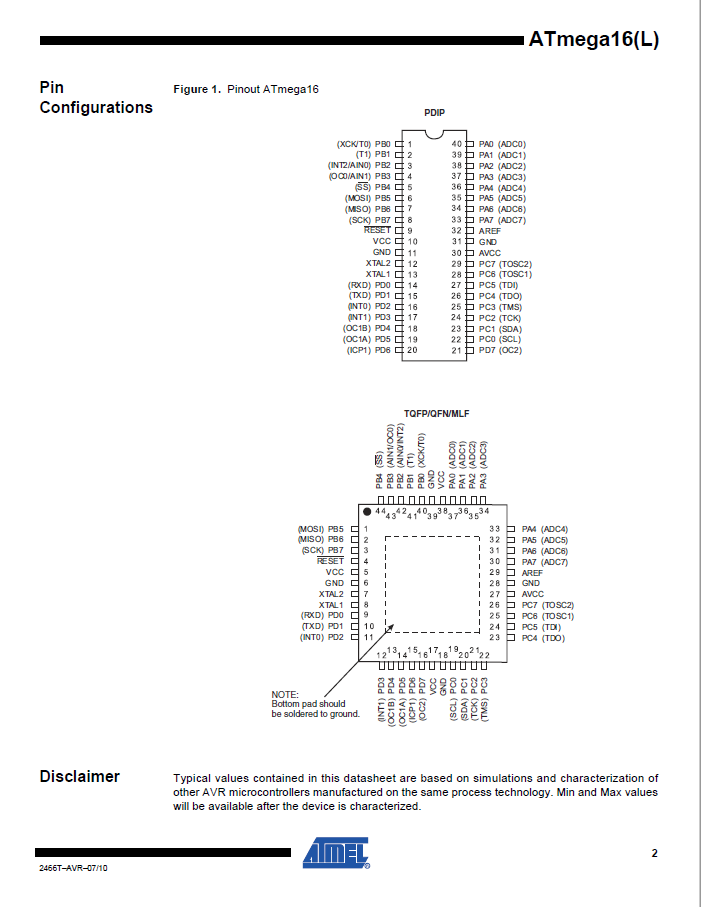 ATmega16(L)
Pin
Configurations
Figure 1. Pinout ATmega16
PDIP
(XCK/T0) PB0 1 40 PA0 (ADC0)
(T1) PB1 2 39 PA1 (ADC1)
(INT2/AIN0) PB2 3 38 PA2 (ADC2)
(OC0/AIN1) PB3 4 37 PA3 (ADC3)
(SS) PB4 5 36 PA4 (ADC4)
(MOSI) PB5 6 35 PA5 (ADC5)
(MISO) PB6 7 34 PA6 (ADC6)
(SCK) PB7 8 33 PA7 (ADC7)
RESET 9 32 AREF
VCC 10 31 GND
GND 11 30 AVCC
XTAL2 12 29 PC7 (TOSC2)
XTAL1 13 28 PC6 (TOSC1)
(RXD) PD0 14 27 PC5 (TDI)
(TXD) PD1 15 26 PC4 (TDO)
(INT0) PD2 16 25 PC3 (TMS)
(INT1) PD3 17 24 PC2 (TCK)
(OC1B) PD4 18 23 PC1 (SDA)
(OC1A) PD5 19 22 PC0 (SCL)
(ICP1) PD6 20 21 PD7 (OC2)
TQFP/QFN/MLF
PB4 (SS)
PB3 (AIN1/OC0)
PB2 (AIN0/INT2)
PB1 (T1)
PB0 (XCK/T0)
GND
VCC
PA0 (ADC0)
PA1 (ADC1)
PA2 (ADC2)
PA3 (ADC3)
44 42 40 38 36 34
43 41 39 37 35
(MOSI) PB5 1 33 PA4 (ADC4)
(MISO) PB6 2 32 PA5 (ADC5)
(SCK) PB7 3 31 PA6 (ADC6)
RESET 4 30 PA7 (ADC7)
VCC 5 29 AREF
GND 6 28 GND
XTAL2 7 27 AVCC
XTAL1 8 26 PC7 (TOSC2)
(RXD) PD0 9 25 PC6 (TOSC1)
(TXD) PD1 10 24 PC5 (TDI)
(INT0) PD2 11 23 PC4 (TDO)
13 15 17 19 21
12 14 16 18 20 22
(INT1) PD3
(OC1B) PD4
(OC1A) PD5
(ICP1) PD6
(OC2) PD7
VCC
GND
(SCL) PC0
(SDA) PC1
(TCK) PC2
(TMS) PC3
NOTE:
Bottom pad should
be soldered to ground.
Disclaimer
Typical values contained in this datasheet are based on simulations and characterization of
other AVR microcontrollers manufactured on the same process technology. Min and Max values
will be available after the device is characterized.
2466T–AVR–07/10
ATMEL
2